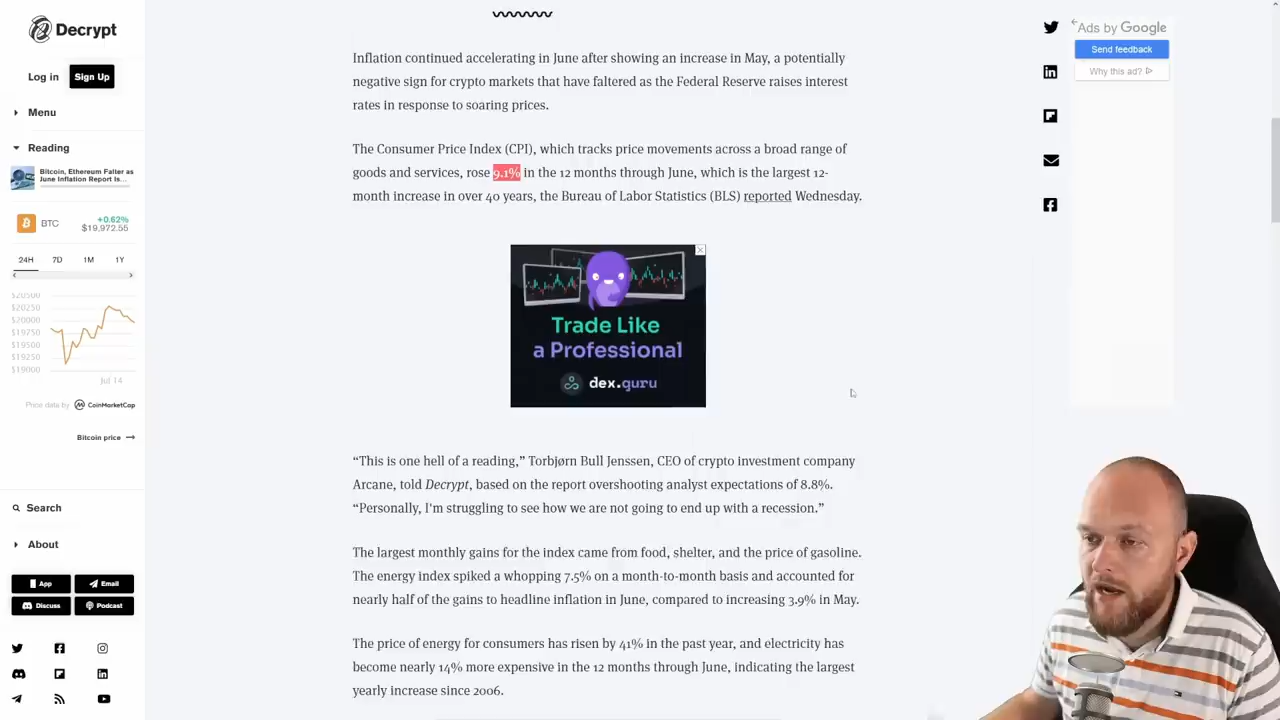 Decrypt
Log in
Sign Up
Menu
Reading
Bitcoin, Ethereum Falter as
June Inflation Report Is...
BTC
+0.62%
$19,972.55
24H 7D 1M 1Y
$20500
$20250
$20000
$19750
$19500
$19250
$19000
Jul 14
Price data by CoinMarketCap
Bitcoin price
Search
About
App
Email
Discuss
Podcast
Inflation continued accelerating in June after showing an increase in May, a potentially
negative sign for crypto markets that have faltered as the Federal Reserve raises interest
rates in response to soaring prices.
The Consumer Price Index (CPI), which tracks price movements across a broad range of
goods and services, rose 9.1% in the 12 months through June, which is the largest 12-
month increase in over 40 years, the Bureau of Labor Statistics (BLS) reported Wednesday.
Trade Like
a Professional
dex.guru
“This is one hell of a reading,” Torbjørn Bull Jenssen, CEO of crypto investment company
Arcane, told Decrypt, based on the report overshooting analyst expectations of 8.8%.
“Personally, I'm struggling to see how we are not going to end up with a recession.”
The largest monthly gains for the index came from food, shelter, and the price of gasoline.
The energy index spiked a whopping 7.5% on a month-to-month basis and accounted for
nearly half of the gains to headline inflation in June, compared to increasing 3.9% in May.
The price of energy for consumers has risen by 41% in the past year, and electricity has
become nearly 14% more expensive in the 12 months through June, indicating the largest
yearly increase since 2006.
Ads by Google
Send feedback
Why this ad?